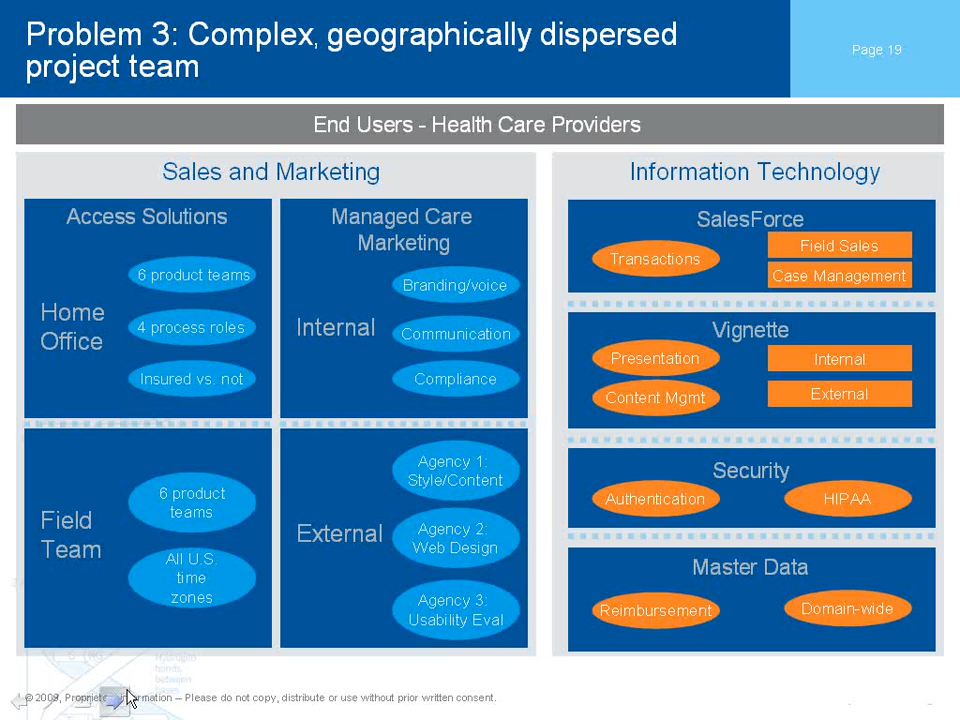 Problem 3: Complex, geographically dispersed
project team
Page 19
End Users - Health Care Providers
Sales and Marketing
Access Solutions
Home
Office
6 product teams
4 process roles
Insured vs. not
Managed Care
Marketing
Internal
Branding/voice
Communication
Compliance
Field
Team
6 product
teams
All U.S.
time
zones
External
Agency 1:
Style/Content
Agency 2:
Web Design
Agency 3:
Usability Eval
Information Technology
SalesForce
Transactions
Field Sales
Case Management
Vignette
Presentation
Content Mgmt
Internal
External
Security
Authentication
HIPAA
Master Data
Reimbursement
Domain-wide
Hydrogen
bonds
between
© 2009, Proprietary Information – Please do not copy, distribute or use without prior written consent.